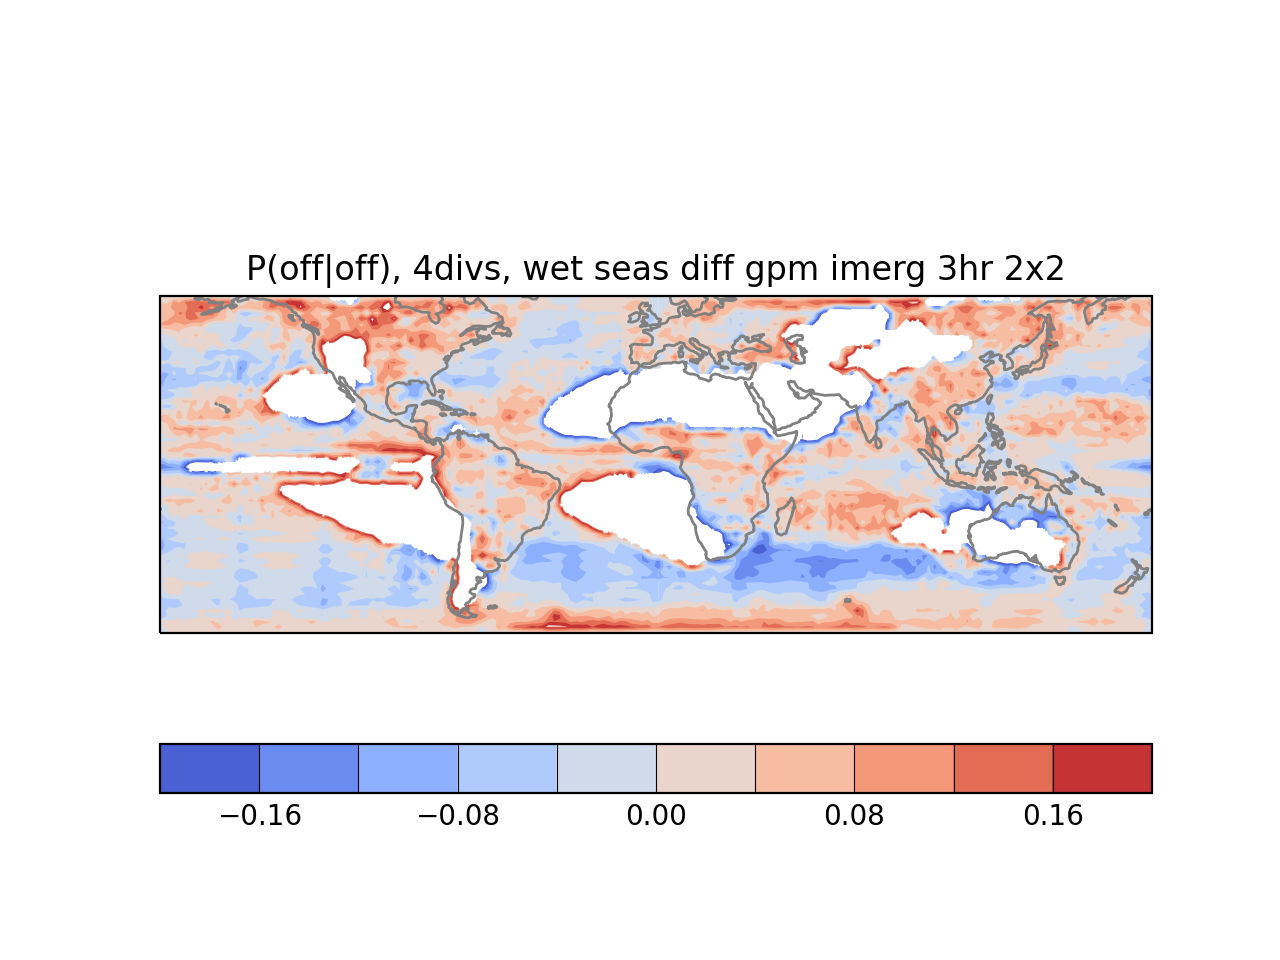 P(off|off), 4divs, wet seas diff gpm imerg 3hr 2x2
−0.16 −0.08 0.00 0.08 0.16